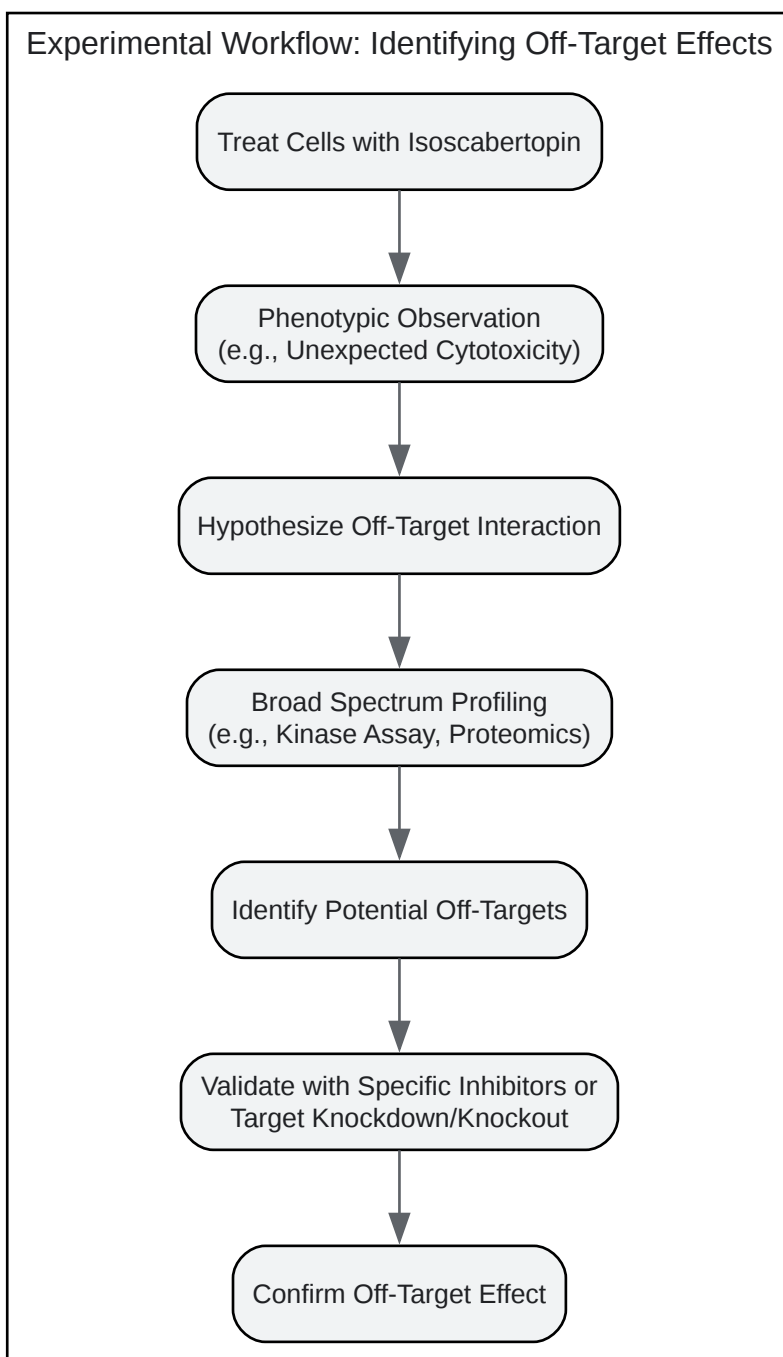 Experimental Workflow: Identifying Off-Target Effects
Treat Cells with Isoscabertopin
Phenotypic Observation
(e.g., Unexpected Cytotoxicity)
Hypothesize Off-Target Interaction
Broad Spectrum Profiling
(e.g., Kinase Assay, Proteomics)
Identify Potential Off-Targets
Validate with Specific Inhibitors or
Target Knockdown/Knockout
Confirm Off-Target Effect